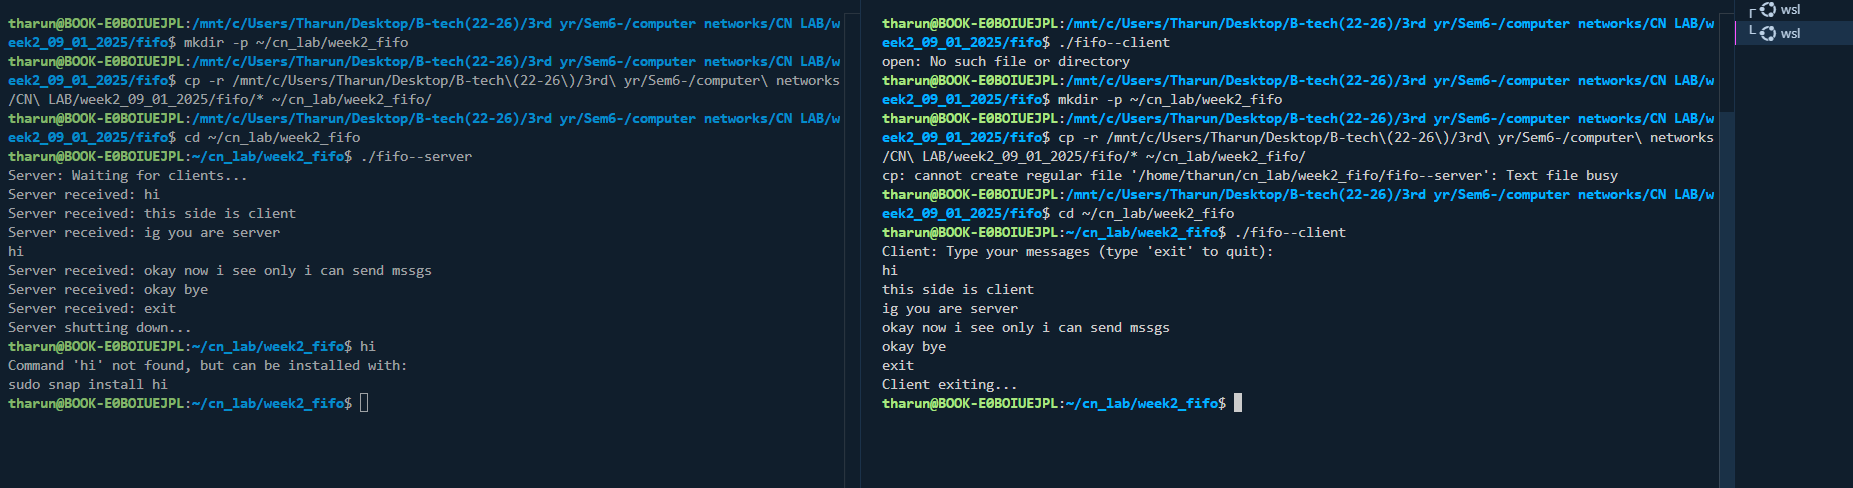 tharun@BOOK-E0BOIUEJPL:/mnt/c/Users/Tharun/Desktop/B-tech(22-26)/3rd yr/Sem6-/computer networks/CN LAB/w
eek2_09_01_2025/fifo$ mkdir -p ~/cn_lab/week2_fifo
tharun@BOOK-E0BOIUEJPL:/mnt/c/Users/Tharun/Desktop/B-tech(22-26)/3rd yr/Sem6-/computer networks/CN LAB/w
eek2_09_01_2025/fifo$ cp -r /mnt/c/Users/Tharun/Desktop/B-tech\(22-26\)/3rd\ yr/Sem6-/computer\ networks
/CN\ LAB/week2_09_01_2025/fifo/* ~/cn_lab/week2_fifo/
tharun@BOOK-E0BOIUEJPL:/mnt/c/Users/Tharun/Desktop/B-tech(22-26)/3rd yr/Sem6-/computer networks/CN LAB/w
eek2_09_01_2025/fifo$ cd ~/cn_lab/week2_fifo
tharun@BOOK-E0BOIUEJPL:~/cn_lab/week2_fifo$ ./fifo--server
Server: Waiting for clients...
Server received: hi
Server received: this side is client
Server received: ig you are server
hi
Server received: okay now i see only i can send mssgs
Server received: okay bye
Server received: exit
Server shutting down...
tharun@BOOK-E0BOIUEJPL:~/cn_lab/week2_fifo$ hi
Command 'hi' not found, but can be installed with:
sudo snap install hi
tharun@BOOK-E0BOIUEJPL:~/cn_lab/week2_fifo$
tharun@BOOK-E0BOIUEJPL:/mnt/c/Users/Tharun/Desktop/B-tech(22-26)/3rd yr/Sem6-/computer networks/CN LAB/w
eek2_09_01_2025/fifo$ ./fifo--client
open: No such file or directory
tharun@BOOK-E0BOIUEJPL:/mnt/c/Users/Tharun/Desktop/B-tech(22-26)/3rd yr/Sem6-/computer networks/CN LAB/w
eek2_09_01_2025/fifo$ mkdir -p ~/cn_lab/week2_fifo
tharun@BOOK-E0BOIUEJPL:/mnt/c/Users/Tharun/Desktop/B-tech(22-26)/3rd yr/Sem6-/computer networks/CN LAB/w
eek2_09_01_2025/fifo$ cp -r /mnt/c/Users/Tharun/Desktop/B-tech\(22-26\)/3rd\ yr/Sem6-/computer\ networks
/CN\ LAB/week2_09_01_2025/fifo/* ~/cn_lab/week2_fifo/
cp: cannot create regular file '/home/tharun/cn_lab/week2_fifo/fifo--server': Text file busy
tharun@BOOK-E0BOIUEJPL:/mnt/c/Users/Tharun/Desktop/B-tech(22-26)/3rd yr/Sem6-/computer networks/CN LAB/w
eek2_09_01_2025/fifo$ cd ~/cn_lab/week2_fifo
tharun@BOOK-E0BOIUEJPL:~/cn_lab/week2_fifo$ ./fifo--client
Client: Type your messages (type 'exit' to quit):
hi
this side is client
ig you are server
okay now i see only i can send mssgs
okay bye
exit
Client exiting...
tharun@BOOK-E0BOIUEJPL:~/cn_lab/week2_fifo$
wsl
wsl